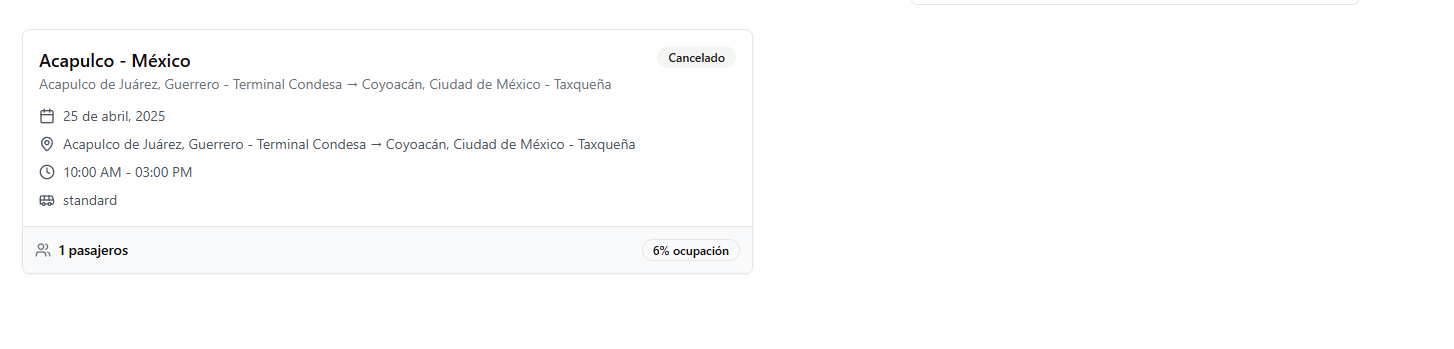 Acapulco - México
Cancelado
Acapulco de Juárez, Guerrero - Terminal Condesa → Coyoacán, Ciudad de México - Taxqueña
25 de abril, 2025
Acapulco de Juárez, Guerrero - Terminal Condesa → Coyoacán, Ciudad de México - Taxqueña
10:00 AM - 03:00 PM
standard
1 pasajeros
6% ocupación